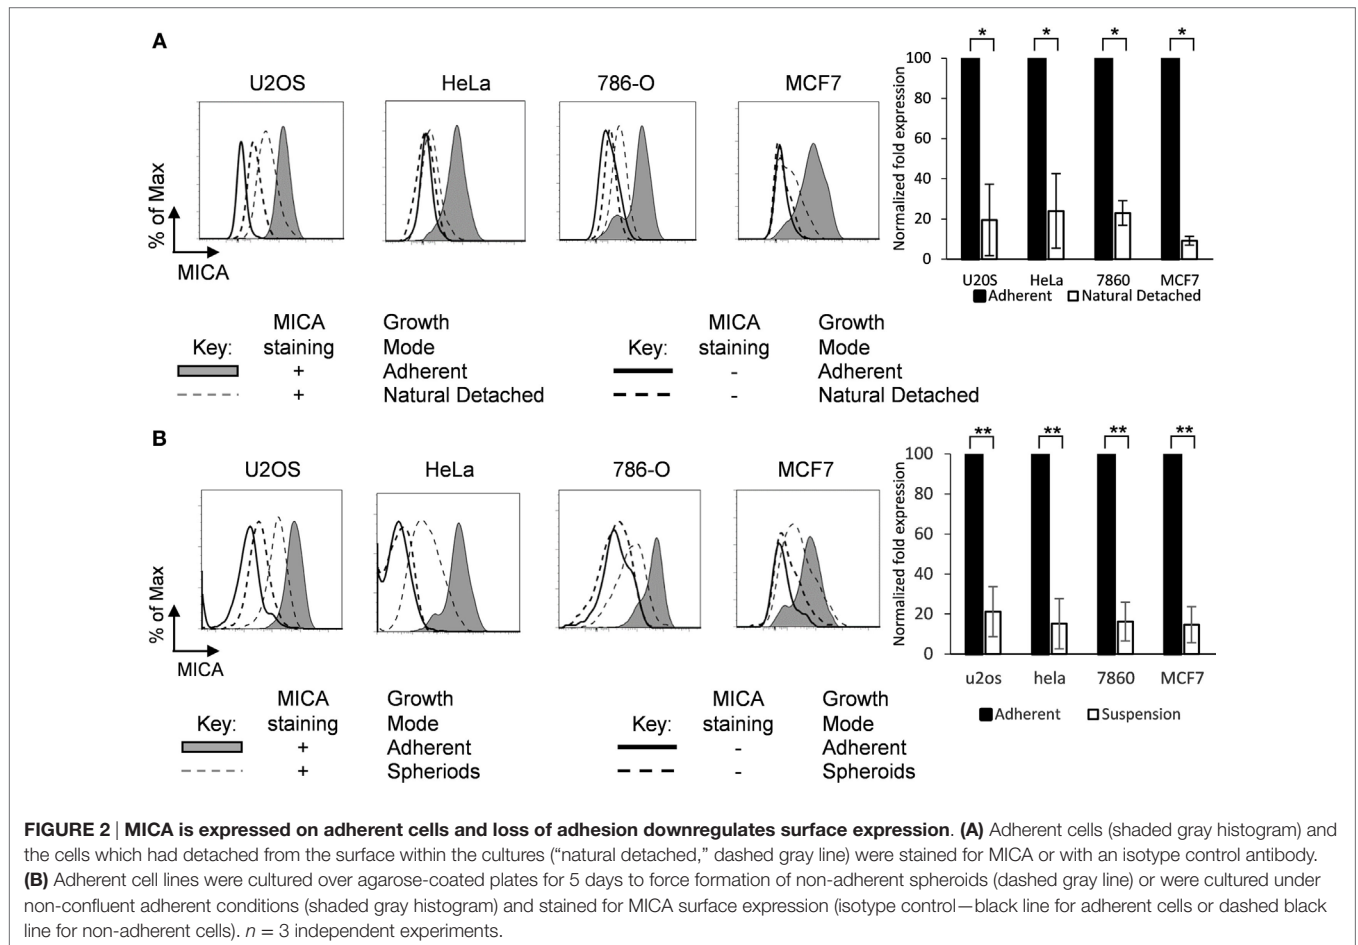 A
U2OS
HeLa
786-O
MCF7
% of Max
MICA
Normalized fold expression
100
80
60
40
20
0
*
*
*
*
U20S
HeLa
7860
MCF7
Adherent
Natural Detached
MICA Growth
Key: staining Mode
+ Adherent
+ Natural Detached
MICA Growth
Key: staining Mode
- Adherent
- Natural Detached
B
U2OS
HeLa
786-O
MCF7
% of Max
MICA
Normalized fold expression
100
80
60
40
20
0
**
**
**
**
u2os
hela
7860
MCF7
Adherent
Suspension
MICA Growth
Key: staining Mode
+ Adherent
+ Spheriods
MICA Growth
Key: staining Mode
- Adherent
- Spheroids
FIGURE 2 | MICA is expressed on adherent cells and loss of adhesion downregulates surface expression. (A) Adherent cells (shaded gray histogram) and
the cells which had detached from the surface within the cultures (“natural detached,” dashed gray line) were stained for MICA or with an isotype control antibody.
(B) Adherent cell lines were cultured over agarose-coated plates for 5 days to force formation of non-adherent spheroids (dashed gray line) or were cultured under
non-confluent adherent conditions (shaded gray histogram) and stained for MICA surface expression (isotype control—black line for adherent cells or dashed black
line for non-adherent cells). n = 3 independent experiments.